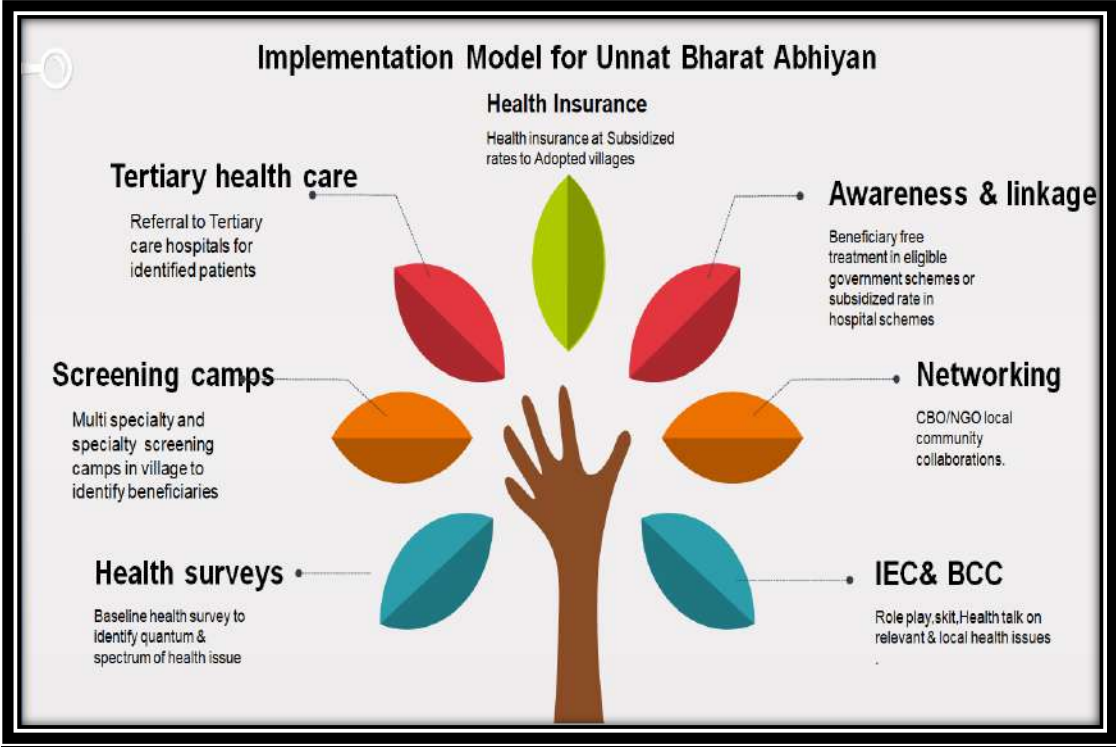 Implementation Model for Unnat Bharat Abhiyan
Health Insurance
Health insurance at Subsidized
rates to Adopted villages
Tertiary health care
Referral to Tertiary
care hospitals for
identified patients
Awareness & linkage
Beneficiary free
treatment in eligible
government schemes or
subsidized rate in
hospital schemes
Screening camps
Multi specialty and
specialty screening
camps in village to
identify beneficiaries
Networking
CBO/NGO local
community
collaborations.
Health surveys
Baseline health survey to
identify quantum &
spectrum of health issue
IEC& BCC
Role play,skit,Health talk on
relevant & local health issues
.